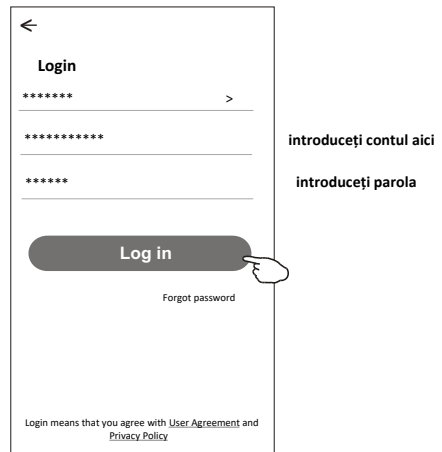 Login
******* >
***********
introduceți contul aici
******
introduceți parola
Log in
Forgot password
Login means that you agree with User Agreement and
Privacy Policy